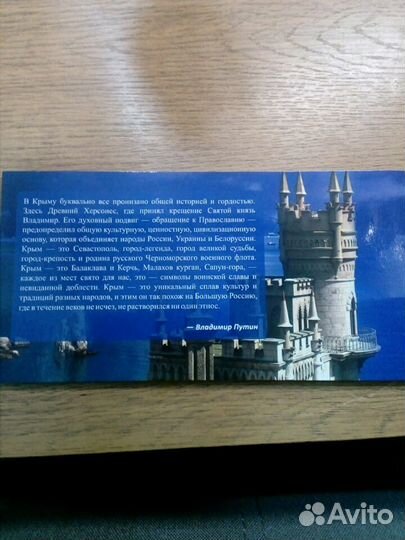 В Крыму буквально все пронизано общей историей и гордостью.
Здесь Древний Херсонес, где принял крещение Святой князь
Владимир. Его духовный подвиг — обращение к Православию —
предопределил общую культурную, ценностную, цивилизационную
основу, которая объединяет народы России, Украины и Белоруссии.
Крым — это Севастополь, город-легенда, город великой судьбы,
город-крепость и родина русского Черноморского военного флота.
Крым — это Балаклава и Керчь, Малахов курган, Сапун-гора, —
каждое из мест свято для нас, это — символы воинской славы и
невиданной доблести. Крым — это уникальный сплав культур и
традиций разных народов, и этим он так похож на Большую Россию,
где в течение веков не исчез, не растворился ни один этнос.
— Владимир Путин
Avito